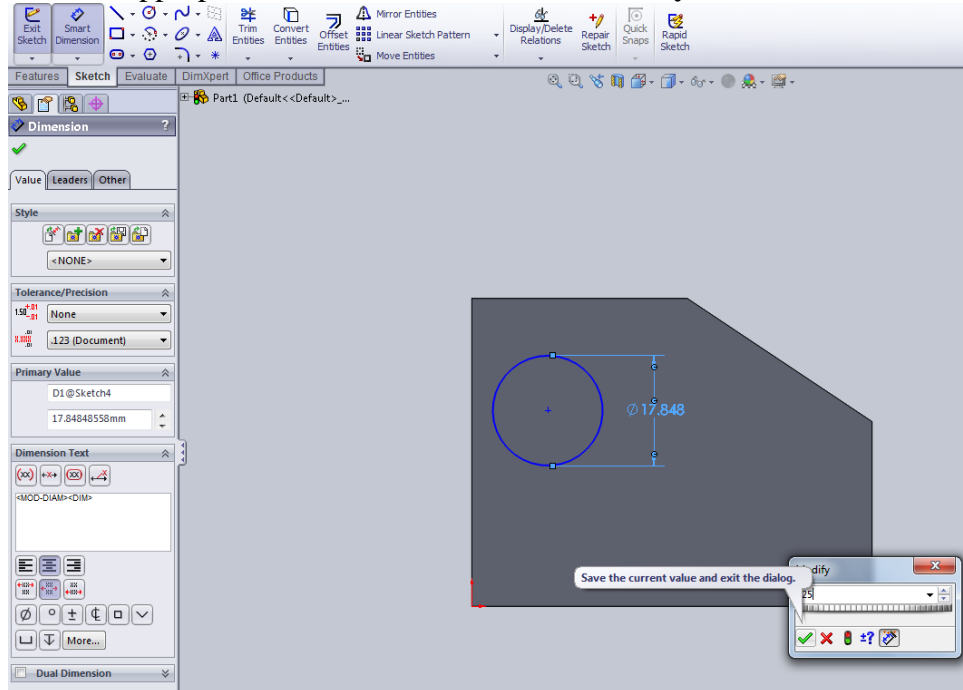 Exit Sketch
Smart Dimension
Trim Entities
Convert Entities
Offset Entities
Mirror Entities
Linear Sketch Pattern
Move Entities
Display/Delete Relations
Repair Sketch
Quick Snaps
Rapid Sketch
Features Sketch Evaluate DimXpert Office Products
Part1 (Default<<Default>_...
Dimension ?
Value Leaders Other
Style
<NONE>
Tolerance/Precision
None
.123 (Document)
Primary Value
D1@Sketch4
17.84848558mm
Dimension Text
<MOD-DIAM><DIM>
More...
Dual Dimension
∅17.848
Save the current value and exit the dialog.
25